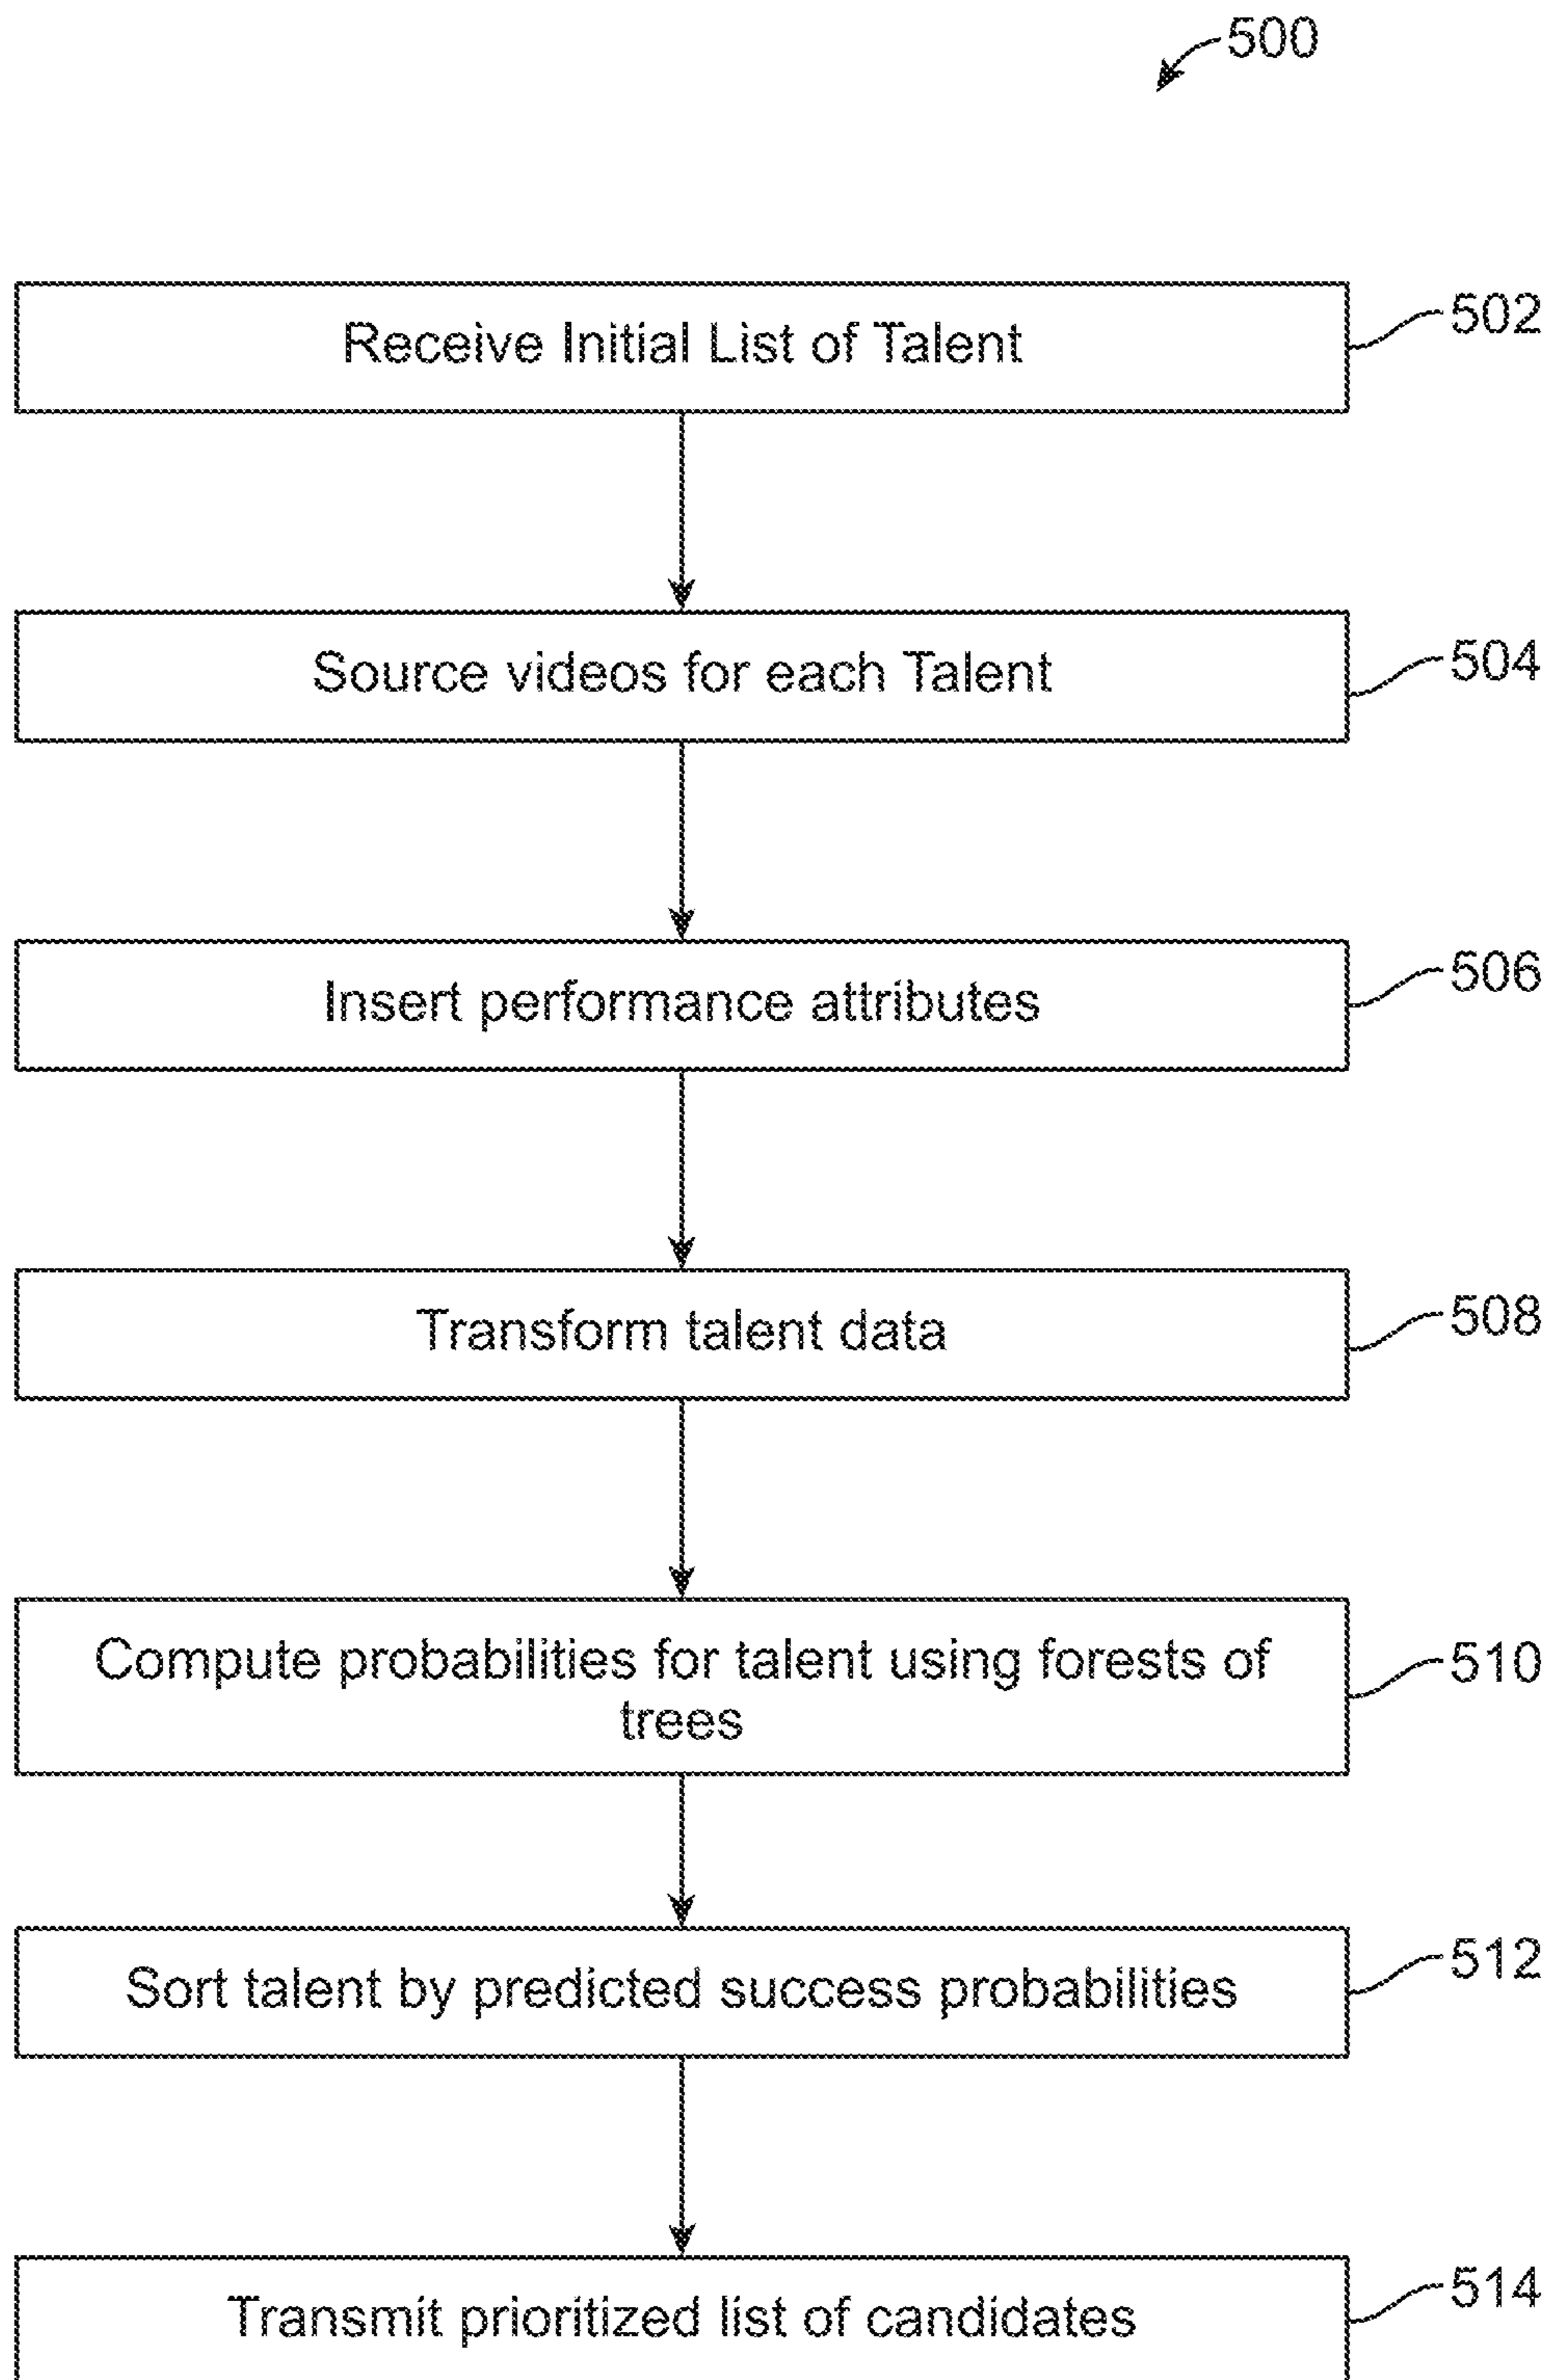 500
Receive Initial List of Talent
502
Source videos for each Talent
504
Insert performance attributes
506
Transform talent data
508
Compute probabilities for talent using forests of
trees
510
Sort talent by predicted success probabilities
512
Transmit prioritized list of candidates
514